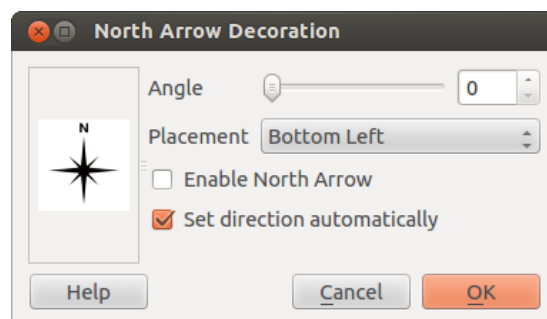 North Arrow Decoration
Angle 0
N
Placement Bottom Left
Enable North Arrow
Set direction automatically
Help Cancel OK